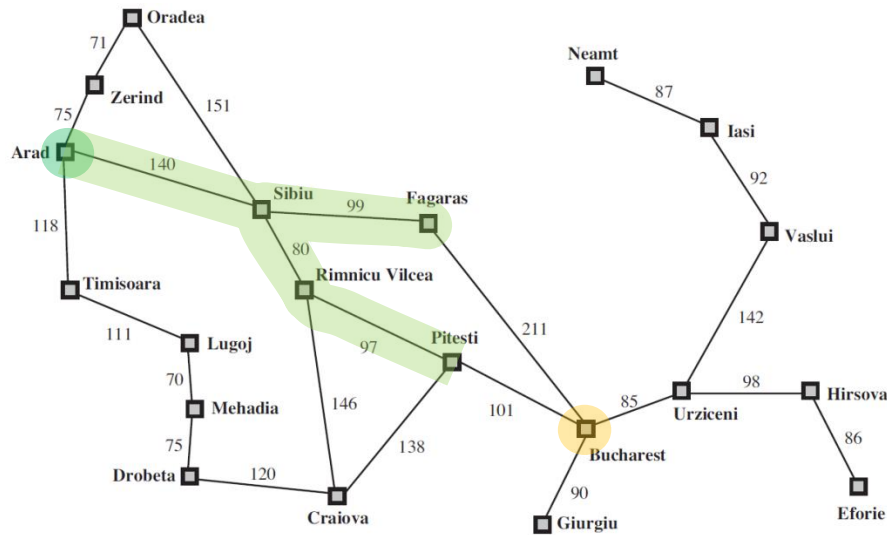 Oradea
71
Neamt
Zerind
87
151
75
Iasi
Arad
140
92
Sibiu
Fagaras
99
118
Vaslui
80
Timisoara
Rimnicu Vilcea
142
111
211
Lugoj
97
Pitesti
70
98
Hirsova
146
85
Mehadia
101
Urziceni
86
75
138
Bucharest
Drobeta
120
90
Craiova
Giurgiu
Eforie